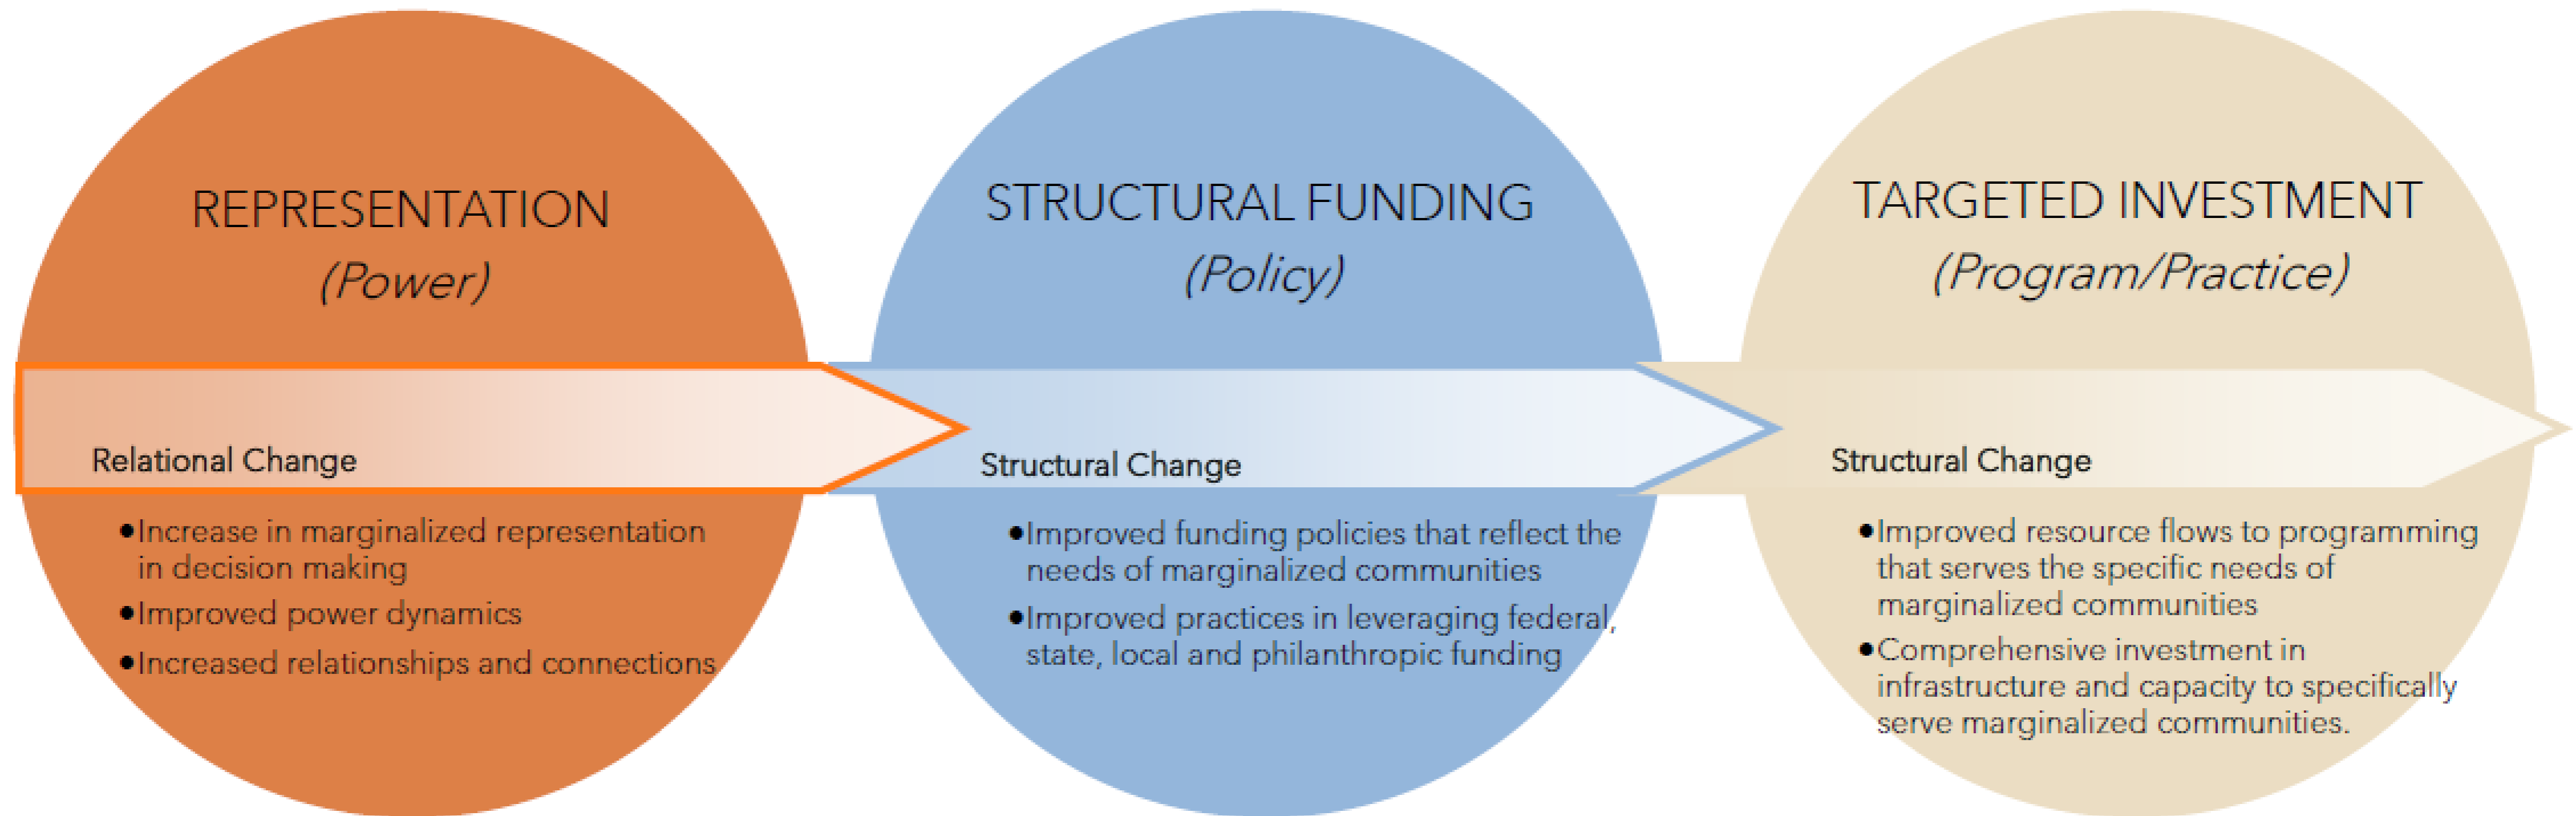 REPRESENTATION
(Power)
Relational Change
●Increase in marginalized representation
in decision making
●Improved power dynamics
●Increased relationships and connections
STRUCTURAL FUNDING
(Policy)
Structural Change
●Improved funding policies that reflect the
needs of marginalized communities
●Improved practices in leveraging federal,
state, local and philanthropic funding
TARGETED INVESTMENT
(Program/Practice)
Structural Change
●Improved resource flows to programming
that serves the specific needs of
marginalized communities
●Comprehensive investment in
infrastructure and capacity to specifically
serve marginalized communities.